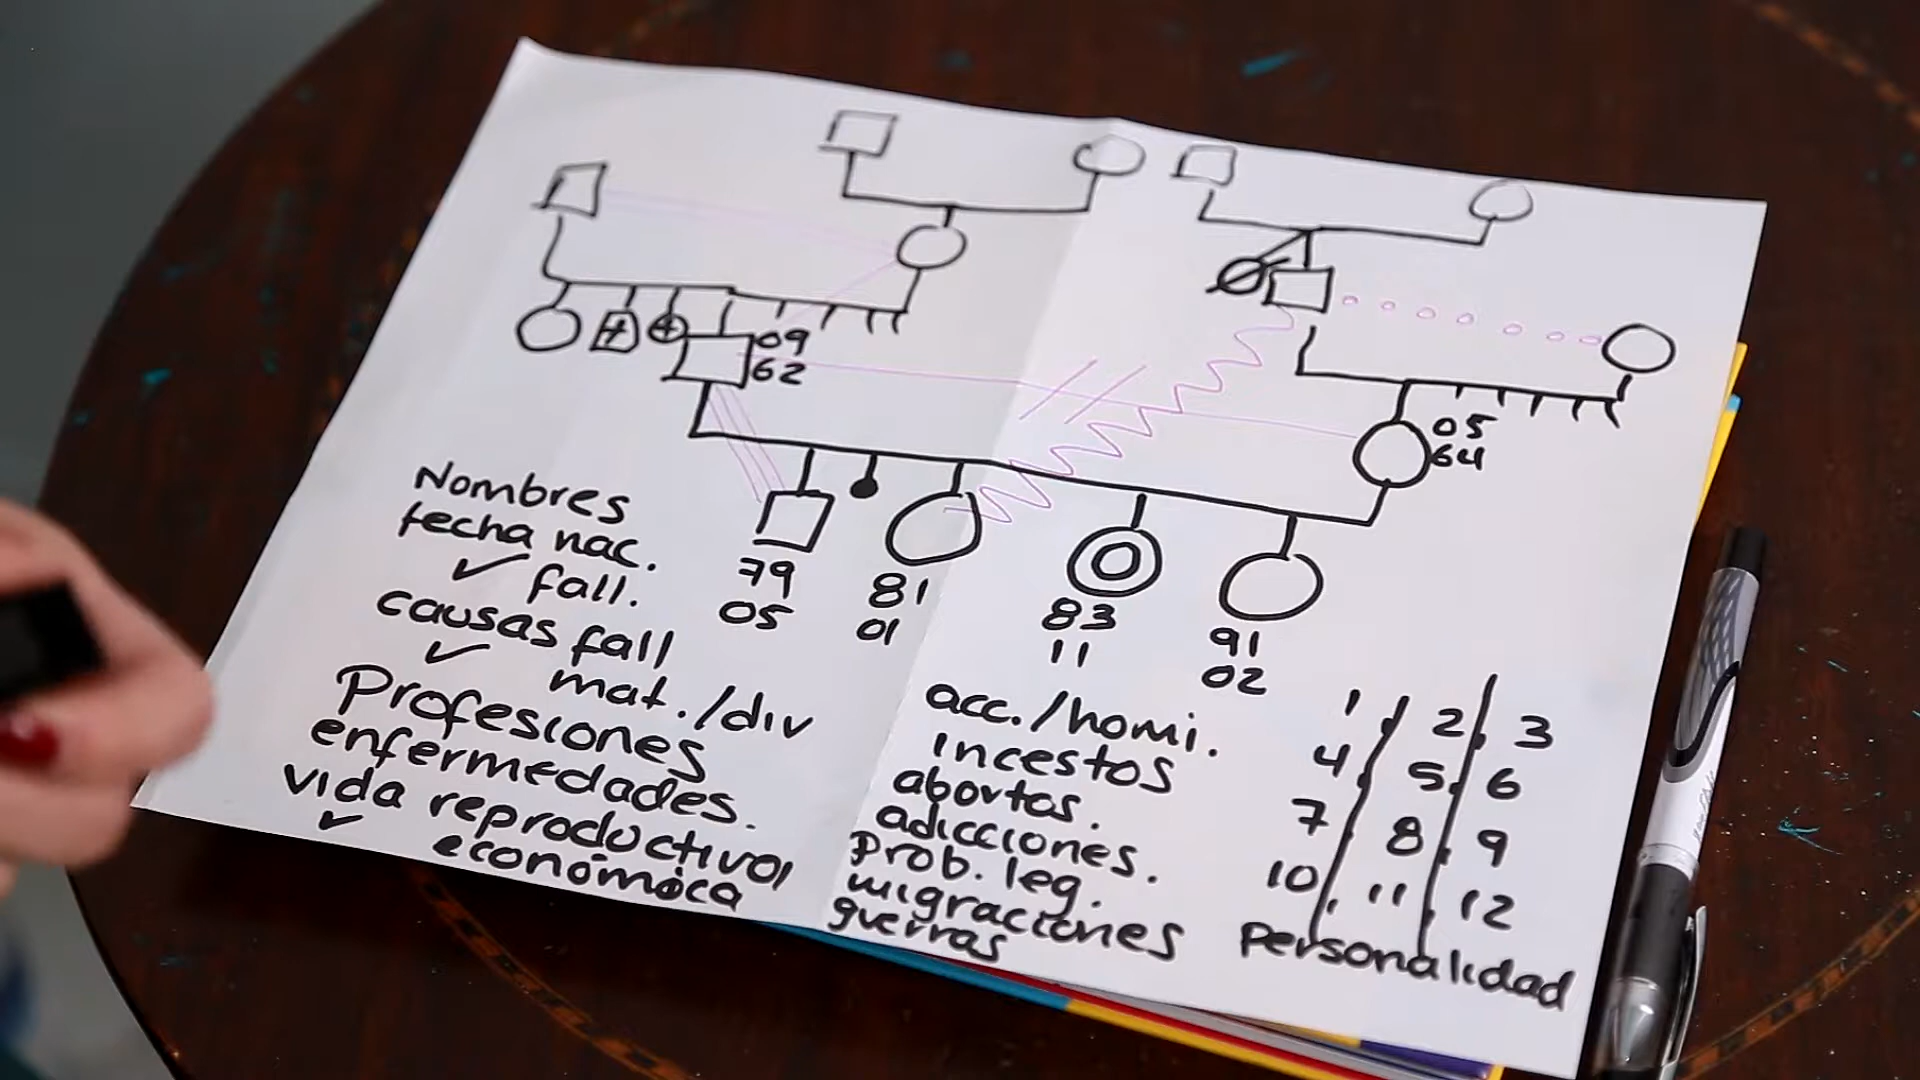 09
62
05
64
79
05
81
01
83
11
91
02
Nombres
fecha nac.
✓ fall.
causas fall
✓ mat./div
Profesiones
enfermedades.
vida reproductiva
✓ económica
acc./homi.
incestos
abortos.
adicciones.
Prob. leg.
migraciones
guerras
1, 2, 3
4, 5, 6
7, 8, 9
10, 11, 12
Personalidad